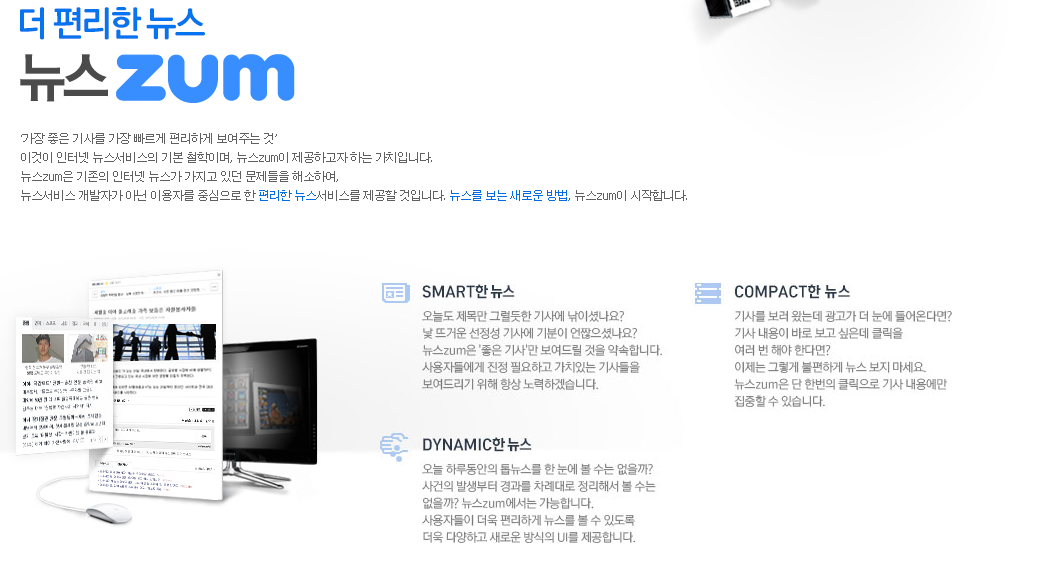 더 편리한 뉴스
뉴스 zum
'가장 좋은 기사를 가장 빠르게 편리하게 보여주는 것'
이것이 인터넷 뉴스서비스의 기본 철학이며, 뉴스zum이 제공하고자 하는 가치입니다.
뉴스zum은 기존의 인터넷 뉴스가 가지고 있던 문제들을 해소하여,
뉴스서비스 개발자가 아닌 이용자를 중심으로 한 편리한 뉴스서비스를 제공할 것입니다. 뉴스를 보는 새로운 방법, 뉴스zum이 시작합니다.
SMART한 뉴스
오늘도 제목만 그럴듯한 기사에 낚이셨나요?
낯 뜨거운 선정성 기사에 기분이 언짢으셨나요?
뉴스zum은 '좋은 기사'만 보여드릴 것을 약속합니다.
사용자들에게 진정 필요하고 가치있는 기사들을
보여드리기 위해 항상 노력하겠습니다.
COMPACT한 뉴스
기사를 보려 왔는데 광고가 더 눈에 들어온다면?
기사 내용이 바로 보고 싶은데 클릭을
여러 번 해야 한다면?
이제는 그렇게 불편하게 뉴스 보지 마세요.
뉴스zum은 단 한번의 클릭으로 기사 내용에만
집중할 수 있습니다.
DYNAMIC한 뉴스
오늘 하루동안의 톱뉴스를 한 눈에 볼 수는 없을까?
사건의 발생부터 경과를 차례대로 정리해서 볼 수는
없을까? 뉴스zum에서는 가능합니다.
사용자들이 더욱 편리하게 뉴스를 볼 수 있도록
더욱 다양하고 새로운 방식의 UI를 제공합니다.